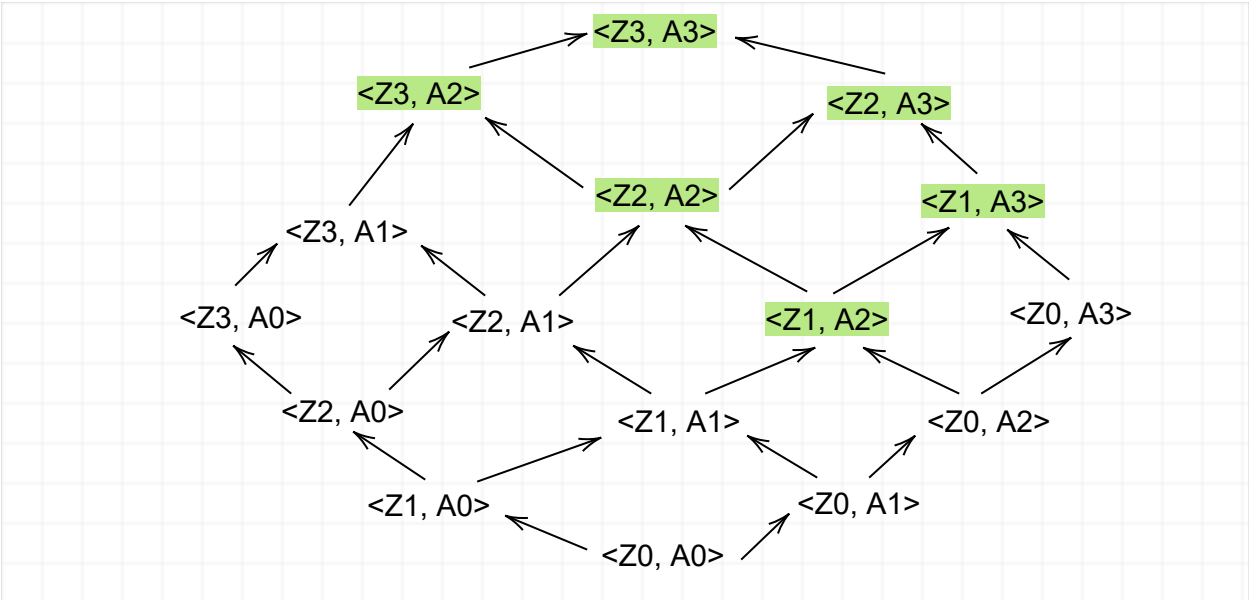 <Z3, A3>
<Z3, A2>
<Z2, A3>
<Z2, A2>
<Z1, A3>
<Z3, A1>
<Z3, A0>
<Z2, A1>
<Z1, A2>
<Z0, A3>
<Z2, A0>
<Z1, A1>
<Z0, A2>
<Z1, A0>
<Z0, A1>
<Z0, A0>